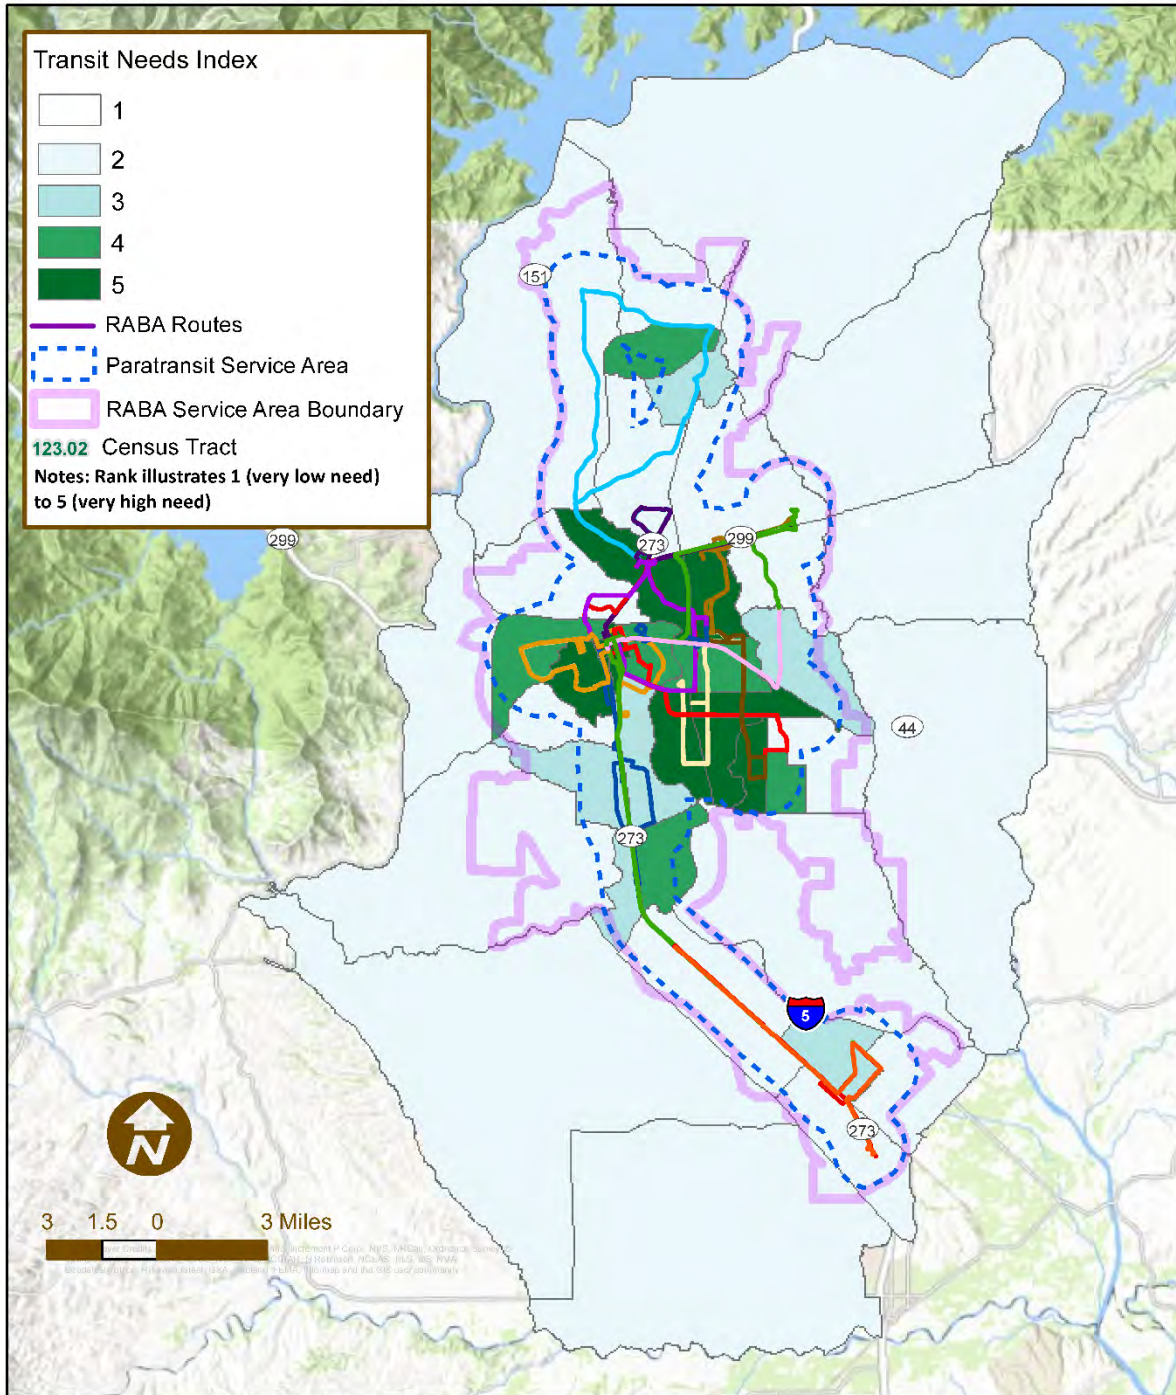 Transit Needs Index
1
2
3
4
5
RABA Routes
Paratransit Service Area
RABA Service Area Boundary
123.02 Census Tract
Notes: Rank illustrates 1 (very low need)
to 5 (very high need)
151
299
273
299
44
273
5
273
N
3 1.5 0 3 Miles